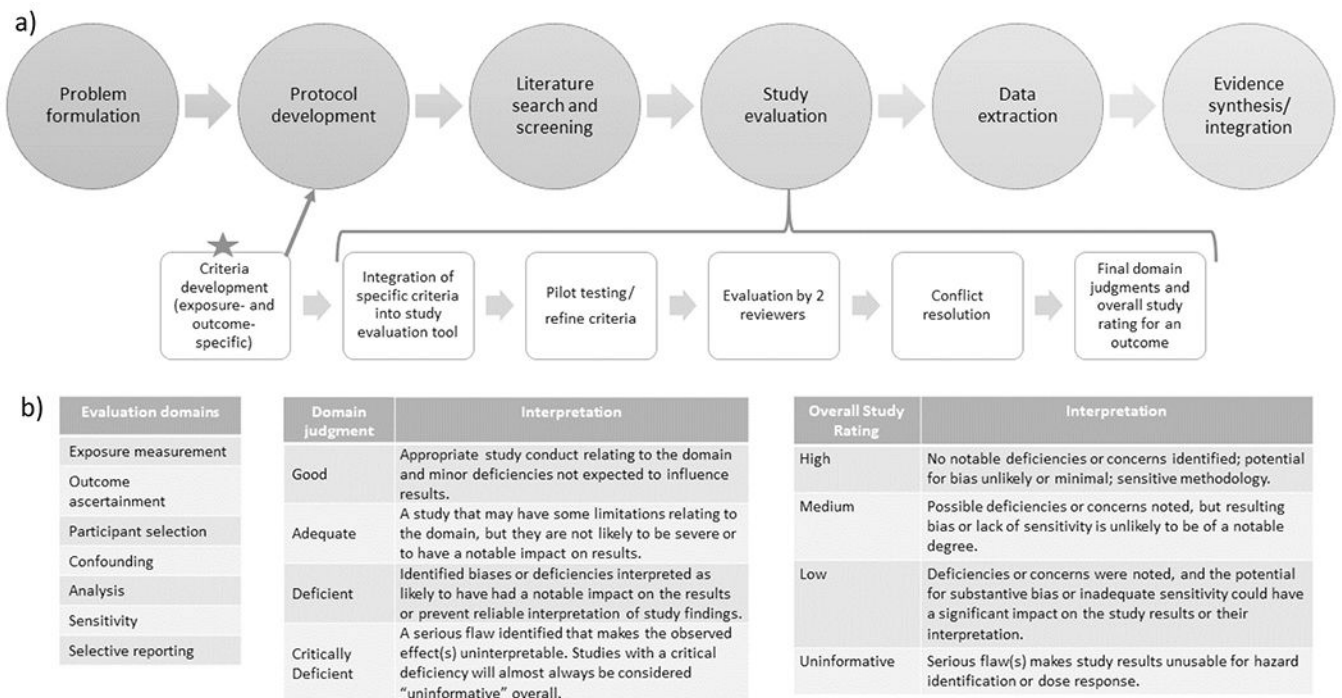 a)
Problem
formulation
Protocol
development
Literature
search and
screening
Study
evaluation
Data
extraction
Evidence
synthesis/
integration
Criteria
development
(exposure- and
outcome-
specific)
Integration of
specific criteria
into study
evaluation tool
Pilot testing/
refine criteria
Evaluation by 2
reviewers
Conflict
resolution
Final domain
judgments and
overall study
rating for an
outcome
b)
Evaluation domains
Exposure measurement
Outcome
ascertainment
Participant selection
Confounding
Analysis
Sensitivity
Selective reporting
Domain
judgment
Interpretation
Good
Appropriate study conduct relating to the domain
and minor deficiencies not expected to influence
results.
Adequate
A study that may have some limitations relating to
the domain, but they are not likely to be severe or
to have a notable impact on results.
Deficient
Identified biases or deficiencies interpreted as
likely to have had a notable impact on the results
or prevent reliable interpretation of study findings.
Critically
Deficient
A serious flaw identified that makes the observed
effect(s) uninterpretable. Studies with a critical
deficiency will almost always be considered
"uninformative" overall.
Overall Study
Rating
Interpretation
High
No notable deficiencies or concerns identified; potential
for bias unlikely or minimal; sensitive methodology.
Medium
Possible deficiencies or concerns noted, but resulting
bias or lack of sensitivity is unlikely to be of a notable
degree.
Low
Deficiencies or concerns were noted, and the potential
for substantive bias or inadequate sensitivity could have
a significant impact on the study results or their
interpretation.
Uninformative
Serious flaw(s) makes study results unusable for hazard
identification or dose response.